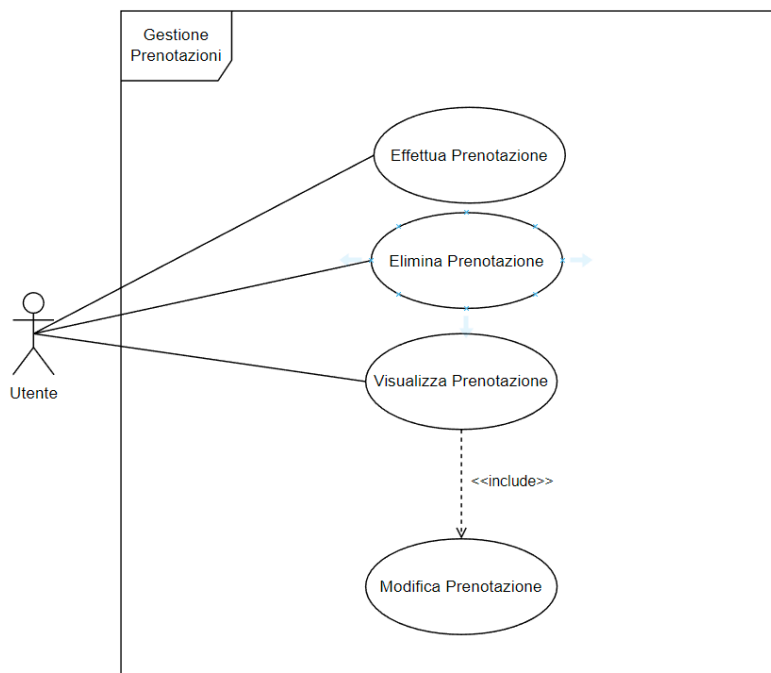 Gestione
Prenotazioni
Effettua Prenotazione
Elimina Prenotazione
Utente
Visualizza Prenotazione
<<include>>
Modifica Prenotazione